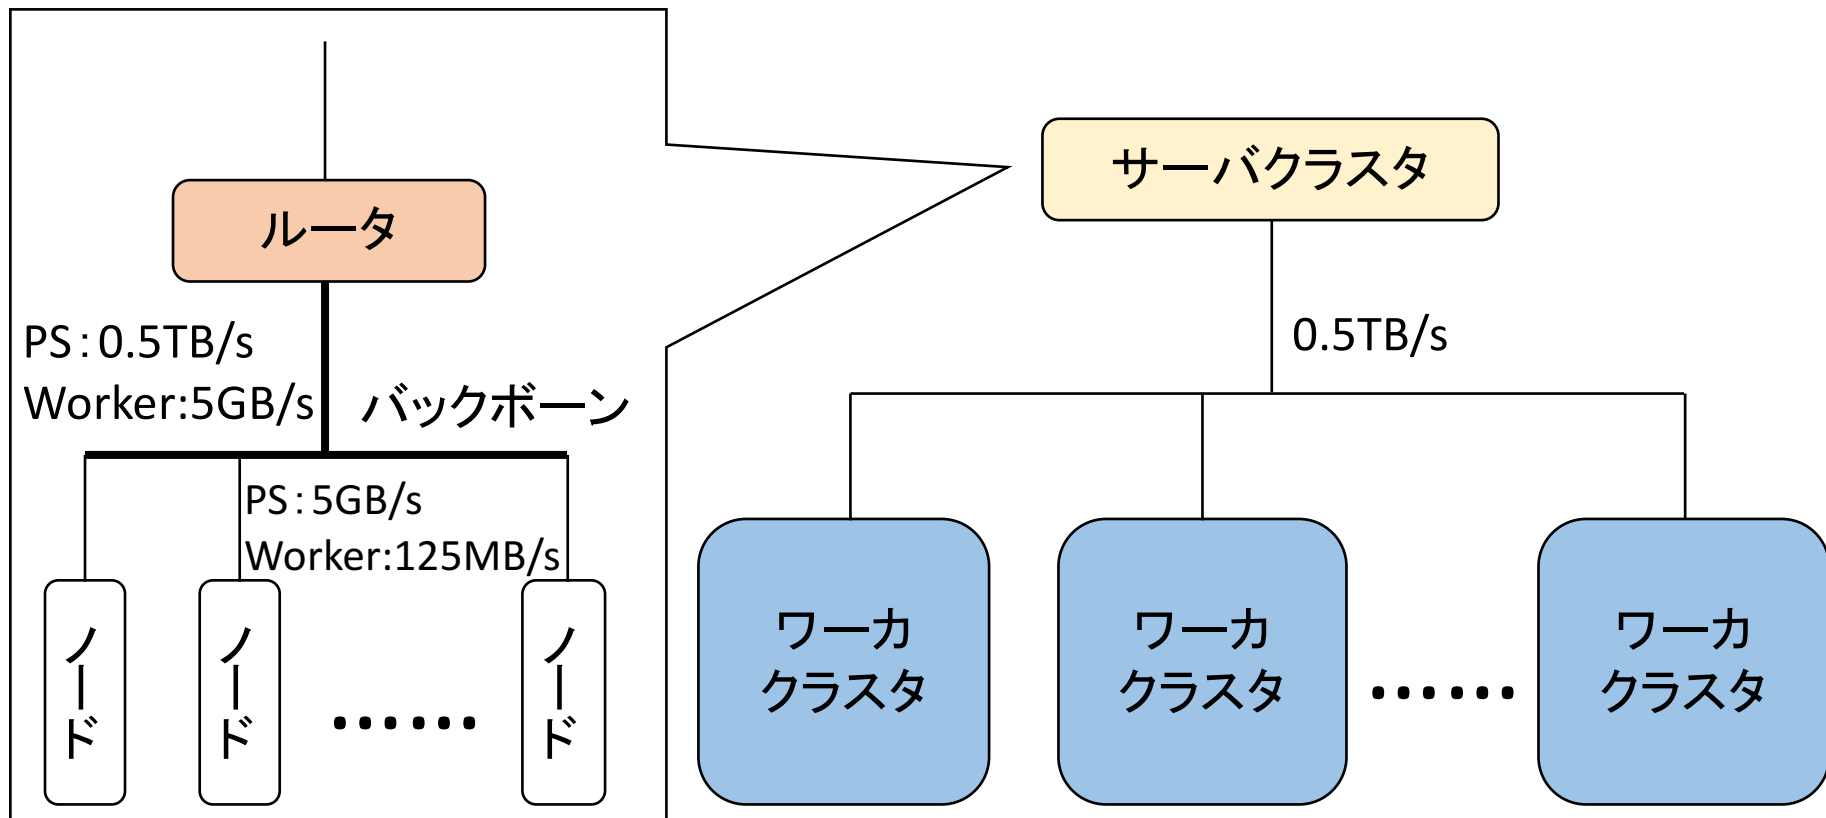 ルータ
PS：0.5TB/s
Worker:5GB/s
バックボーン
PS：5GB/s
Worker:125MB/s
ノード
ノード
……
ノード
サーバクラスタ
0.5TB/s
ワーカ
クラスタ
ワーカ
クラスタ
……
ワーカ
クラスタ